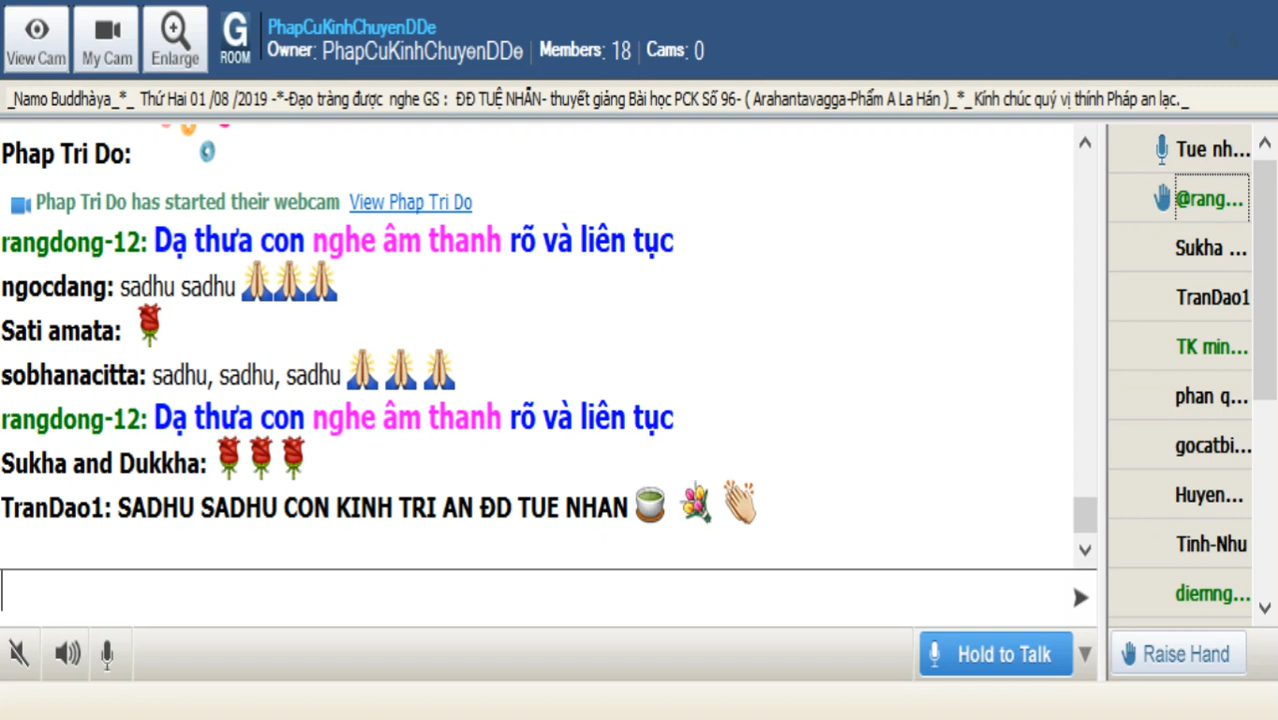 View Cam
My Cam
Enlarge
G
ROOM
PhapCuKinhChuyenDDe
Owner: PhapCuKinhChuyenDDe | Members: 18 | Cams: 0
_Namo Buddhàya_*_ Thứ Hai 01 /08 /2019 -*-Đạo tràng được nghe GS : ĐĐ TUỆ NHẪN- thuyết giảng Bài học PCK Số 96- ( Arahantavagga-Phẩm A La Hán )_*_ Kính chúc quý vị thính Pháp an lạc._
Phap Tri Do:
Phap Tri Do has started their webcam View Phap Tri Do
rangdong-12: Dạ thưa con nghe âm thanh rõ và liên tục
ngocdang: sadhu sadhu 🙏🙏🙏
Sati amata: 🌹
sobhanacitta: sadhu, sadhu, sadhu 🙏 🙏 🙏
rangdong-12: Dạ thưa con nghe âm thanh rõ và liên tục
Sukha and Dukkha: 🌹🌹🌹
TranDao1: SADHU SADHU CON KINH TRI AN ĐD TUE NHAN 🍵 💐 👏
Tue nh...
@rang...
Sukha ...
TranDao1
TK min...
phan q...
gocatbi...
Huyen...
Tinh-Nhu
diemng...
Hold to Talk
Raise Hand